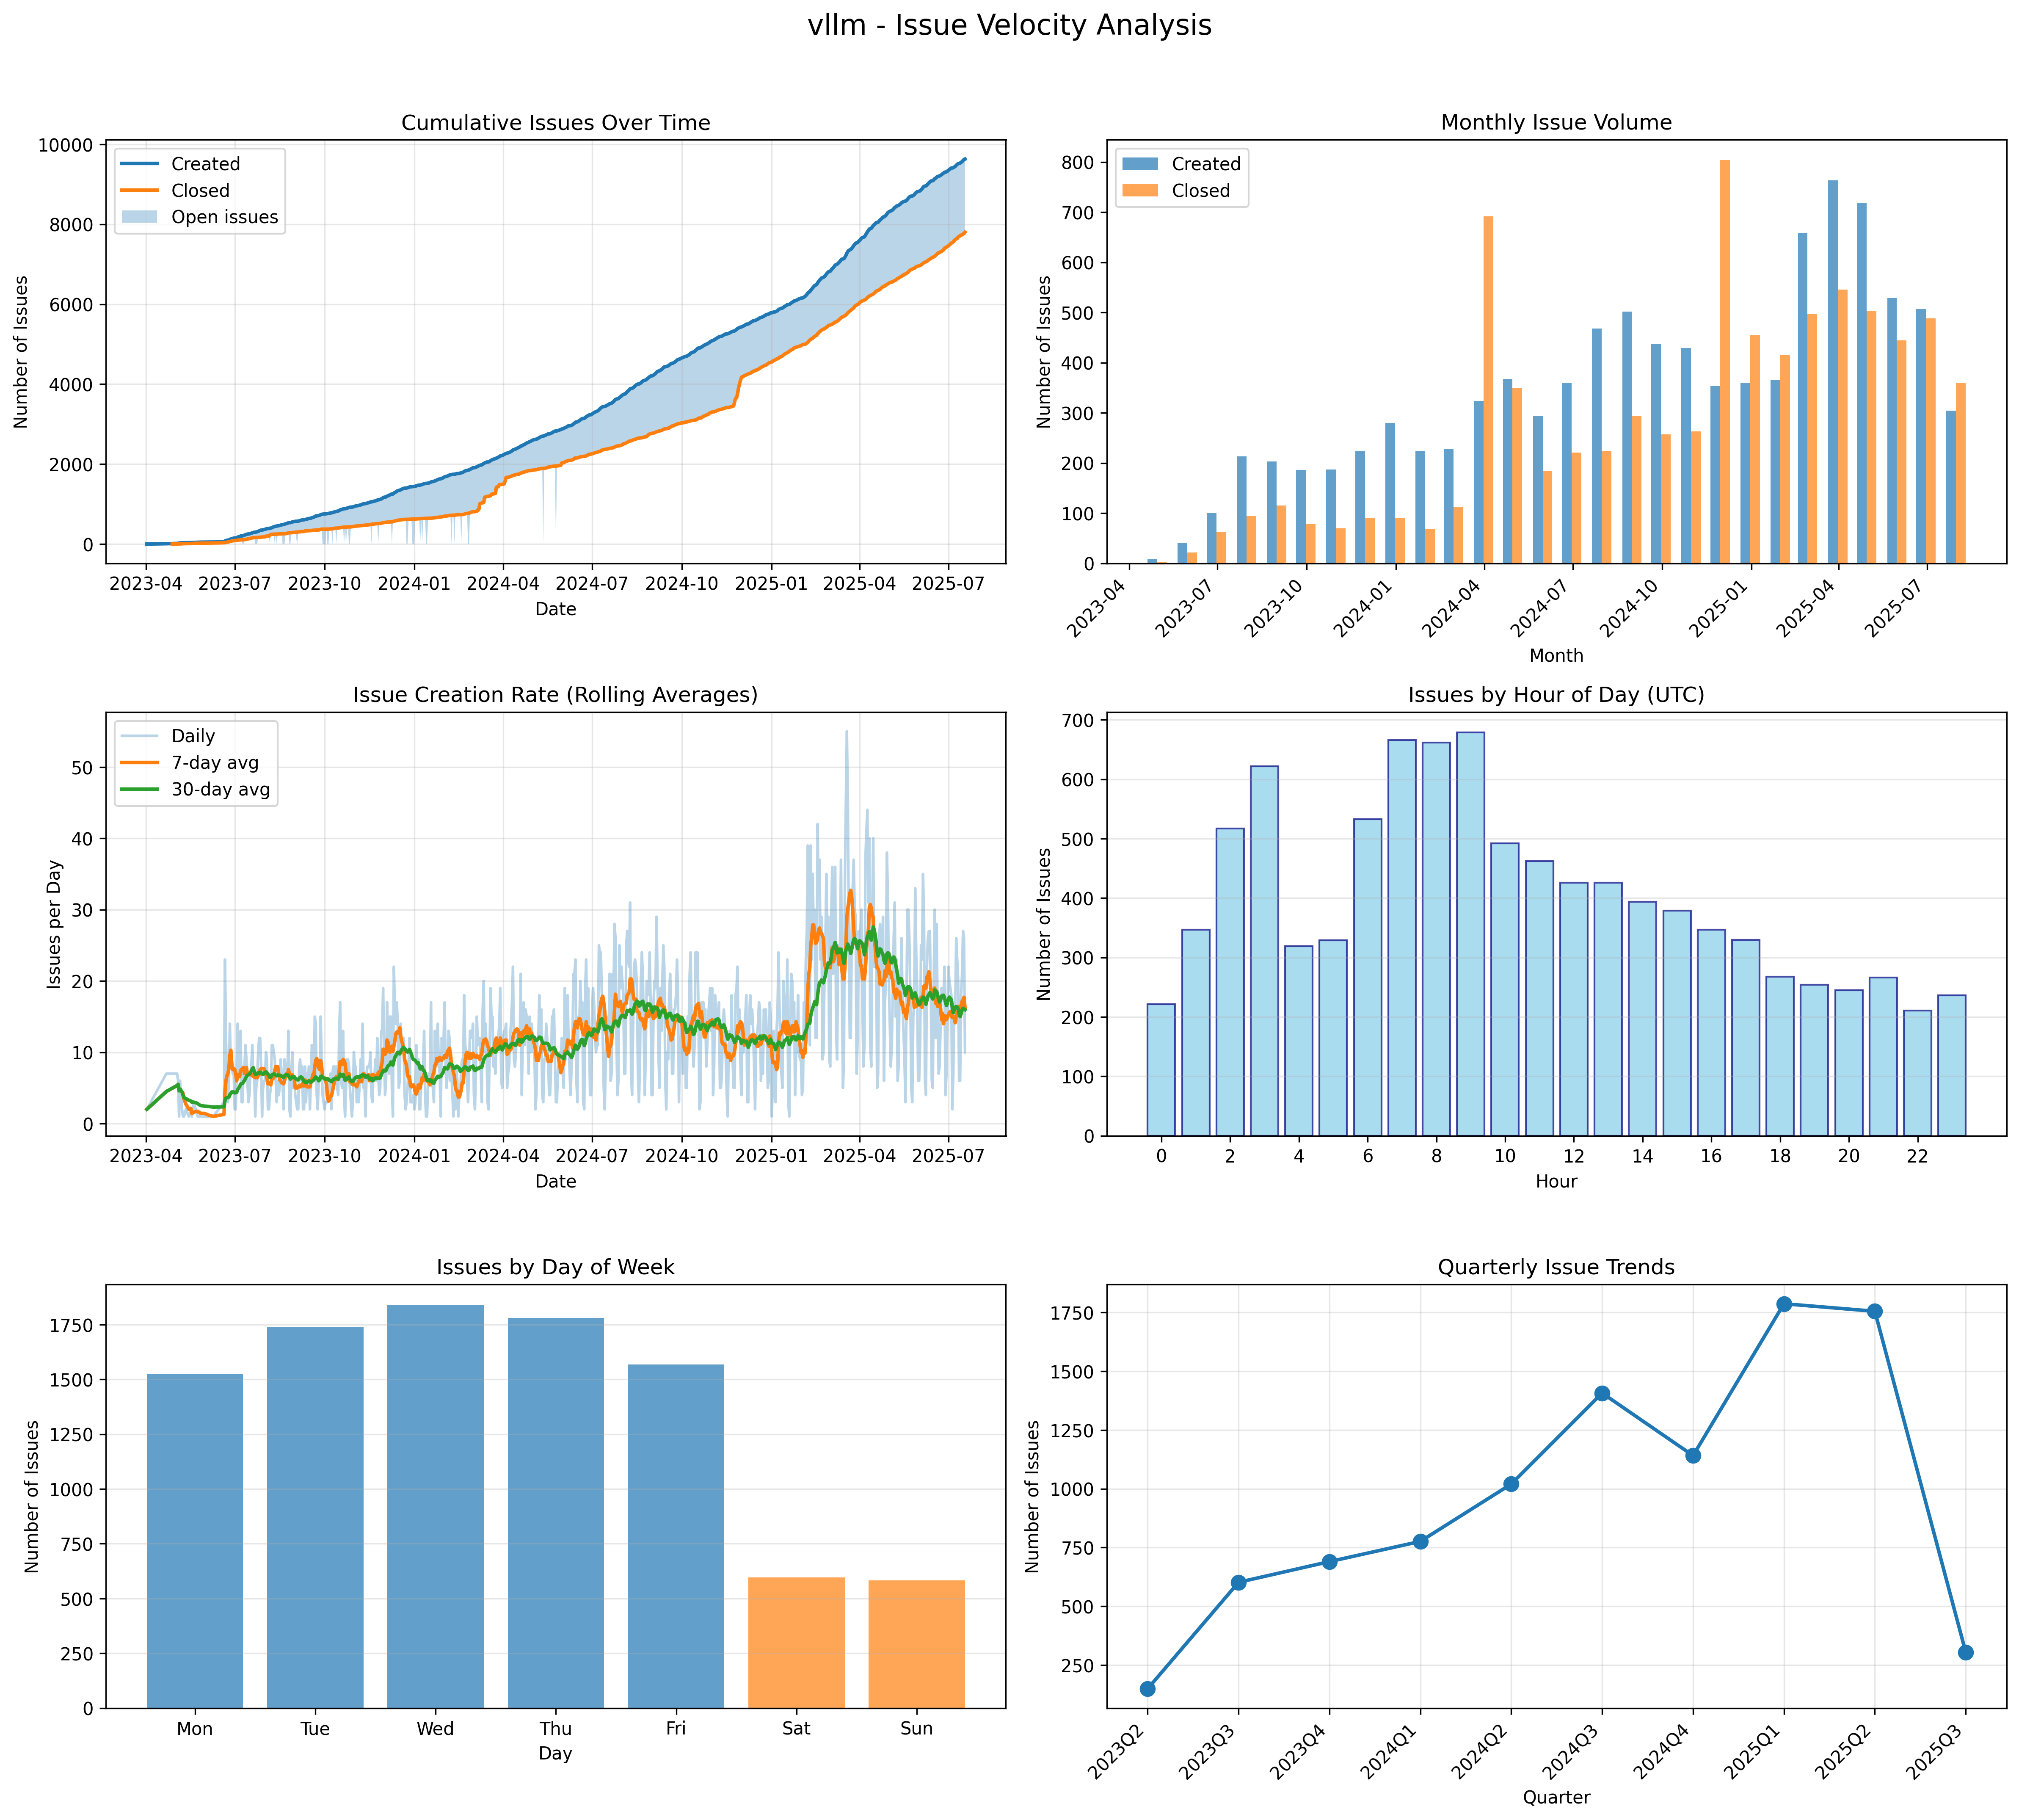 vllm - Issue Velocity Analysis
Cumulative Issues Over Time
10000
8000
6000
4000
2000
0
Number of Issues
Created
Closed
Open issues
2023-04 2023-07 2023-10 2024-01 2024-04 2024-07 2024-10 2025-01 2025-04 2025-07
Date
Monthly Issue Volume
800
700
600
500
400
300
200
100
0
Number of Issues
Created
Closed
2023-04 2023-07 2023-10 2024-01 2024-04 2024-07 2024-10 2025-01 2025-04 2025-07
Month
Issue Creation Rate (Rolling Averages)
50
40
30
20
10
0
Issues per Day
Daily
7-day avg
30-day avg
2023-04 2023-07 2023-10 2024-01 2024-04 2024-07 2024-10 2025-01 2025-04 2025-07
Date
Issues by Hour of Day (UTC)
700
600
500
400
300
200
100
0
Number of Issues
0 2 4 6 8 10 12 14 16 18 20 22
Hour
Issues by Day of Week
1750
1500
1250
1000
750
500
250
0
Number of Issues
Mon Tue Wed Thu Fri Sat Sun
Day
Quarterly Issue Trends
1750
1500
1250
1000
750
500
250
Number of Issues
2023Q2 2023Q3 2023Q4 2024Q1 2024Q2 2024Q3 2024Q4 2025Q1 2025Q2 2025Q3
Quarter